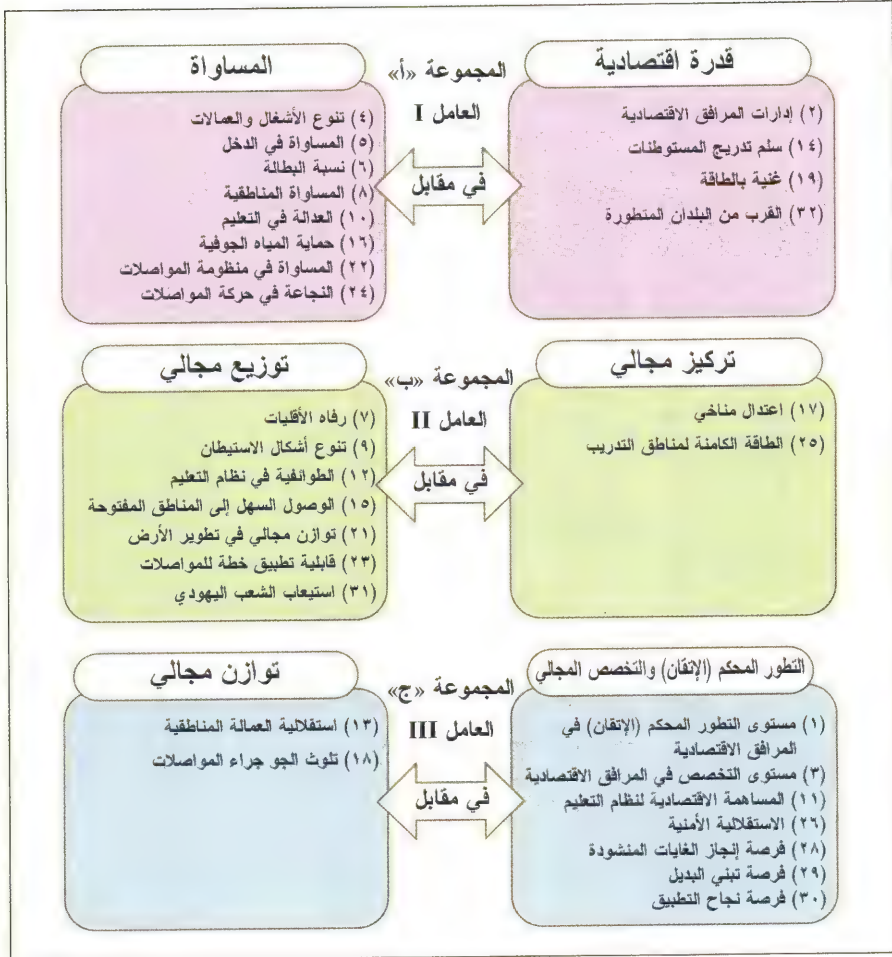 قدرة اقتصادية
(٢) إدارات المرافق الاقتصادية
(١٤) سلم تدريج المستوطنات
(١٩) غنية بالطاقة
(٣٢) القرب من البلدان المتطورة
المجموعة «أ»
العامل I
في مقابل
المساواة
(٤) تنوع الأشغال والعمالات
(٥) المساواة في الدخل
(٦) نسبة البطالة
(٨) المساواة المناطقية
(١٠) العدالة في التعليم
(١٦) حماية المياه الجوفية
(٢٢) المساواة في منظومة المواصلات
(٢٤) النجاعة في حركة المواصلات
تركيز مجالي
(١٧) اعتدال مناخي
(٢٥) الطاقة الكامنة لمناطق التدريب
المجموعة «ب»
العامل II
في مقابل
توزيع مجالي
(٧) رفاه الأقليات
(٩) تنوع أشكال الاستيطان
(١٢) الطوائفية في نظام التعليم
(١٥) الوصول السهل إلى المناطق المفتوحة
(٢١) توازن مجالي في تطوير الأرض
(٢٣) قابلية تطبيق خطة للمواصلات
(٣١) استيعاب الشعب اليهودي
التطور المحكم (الإتقان) والتخصص المجالي
(١) مستوى التطور المحكم (الإتقان) في
المرافق الاقتصادية
(٣) مستوى التخصص في المرافق الاقتصادية
(١١) المساهمة الاقتصادية لنظام التعليم
(٢٦) الاستقلالية الأمنية
(٢٨) فرصة إنجاز الغايات المنشودة
(٢٩) فرصة تبني البديل
(٣٠) فرصة نجاح التطبيق
المجموعة «ج»
العامل III
في مقابل
توازن مجالي
(١٣) استقلالية العمالة المناطقية
(١٨) تلوث الجو جراء المواصلات